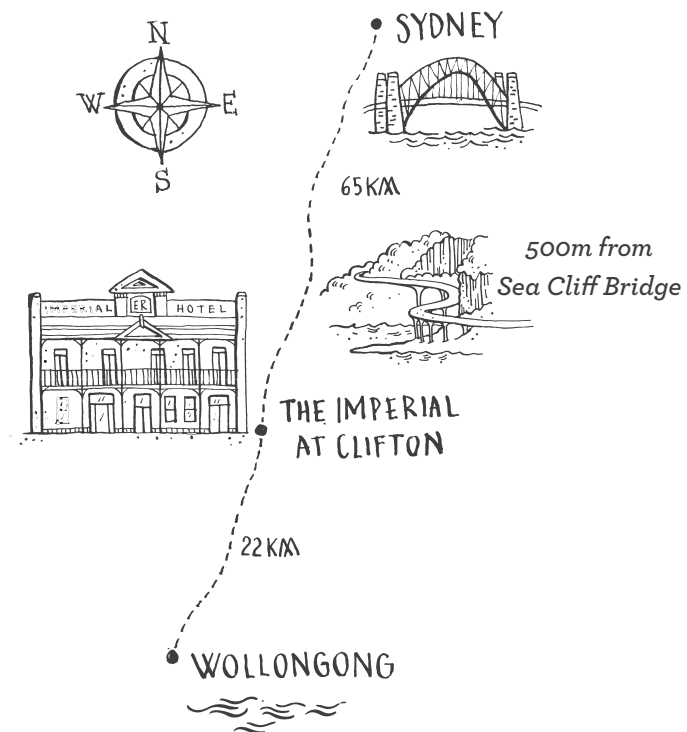 N
SYDNEY
W
E
S
65KM
500m from
Sea Cliff Bridge
IMPERIAL
ER
HOTEL
THE IMPERIAL
AT CLIFTON
22KM
WOLLONGONG